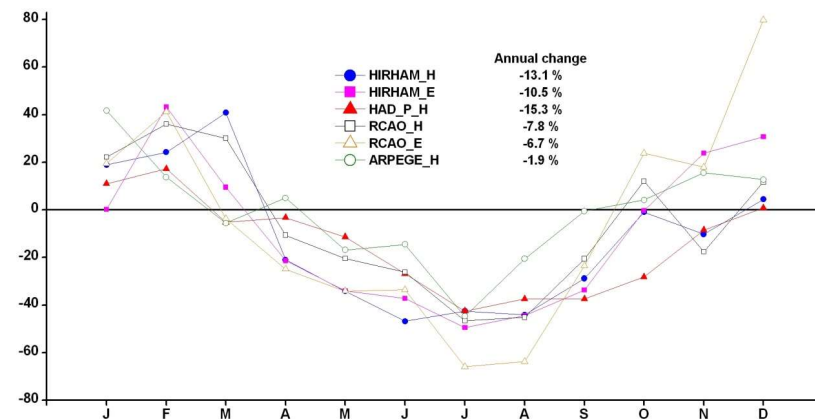 80
60
40
20
0
-20
-40
-60
-80
Annual change
HIRHAM_H -13.1 %
HIRHAM_E -10.5 %
HAD_P_H -15.3 %
RCAO_H -7.8 %
RCAO_E -6.7 %
ARPEGE_H -1.9 %
J F M A M J J A S O N D